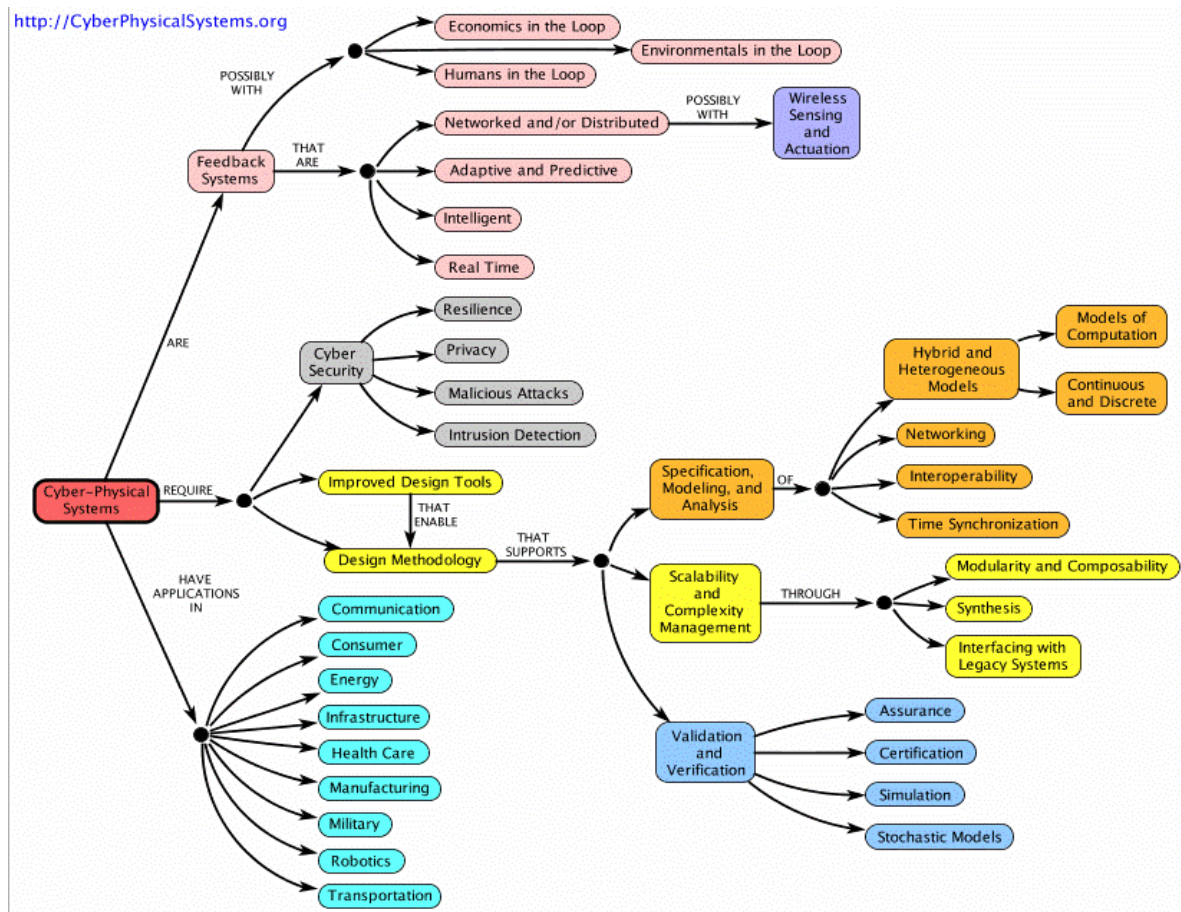 http://CyberPhysicalSystems.org
Economics in the Loop
Environmentals in the Loop
Humans in the Loop
POSSIBLY
WITH
Networked and/or Distributed
POSSIBLY
WITH
Wireless
Sensing
and
Actuation
Feedback
Systems
THAT
ARE
Adaptive and Predictive
Intelligent
Real Time
ARE
Resilience
Cyber
Security
Privacy
Malicious Attacks
Intrusion Detection
Models of
Computation
Hybrid and
Heterogeneous
Models
Continuous
and Discrete
Networking
Cyber-Physical
Systems
REQUIRE
Improved Design Tools
THAT
ENABLE
Design Methodology
THAT
SUPPORTS
Specification,
Modeling, and
Analysis
OF
Interoperability
Time Synchronization
Scalability
and
Complexity
Management
THROUGH
Modularity and Composability
Synthesis
Interfacing with
Legacy Systems
HAVE
APPLICATIONS
IN
Communication
Consumer
Energy
Infrastructure
Health Care
Manufacturing
Military
Robotics
Transportation
Validation
and
Verification
Assurance
Certification
Simulation
Stochastic Models